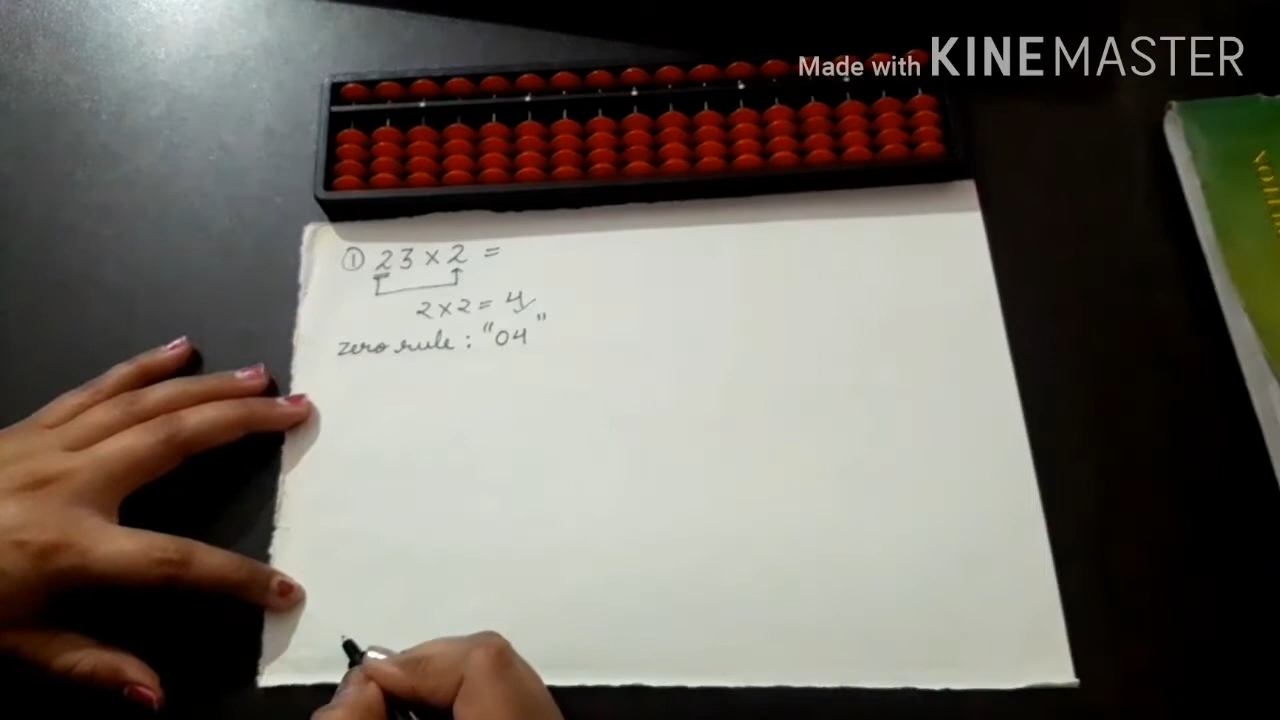 Made with KINEMASTER
① 23 × 2 =
2 × 2 = 4
zero rule : "04"